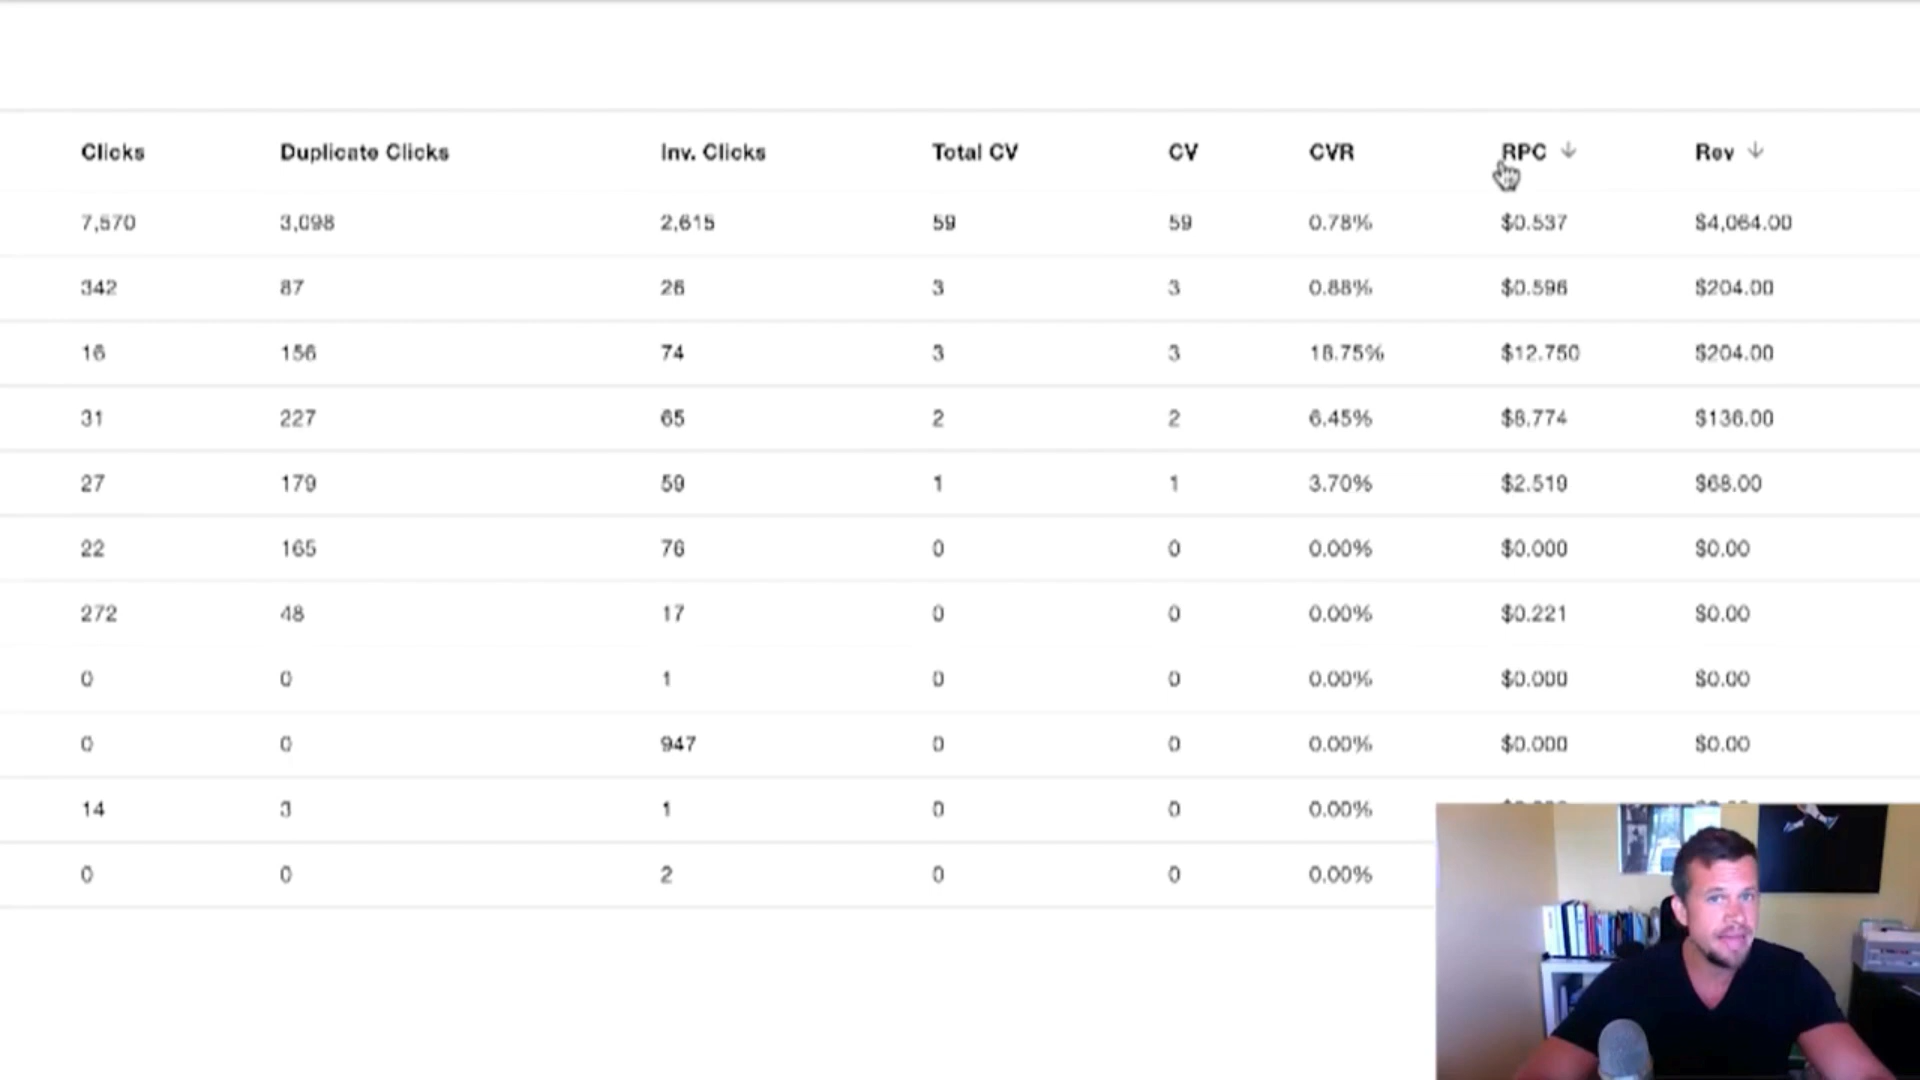 Clicks Duplicate Clicks Inv. Clicks Total CV CV CVR RPC ↓ Rev ↓
7,570 3,098 2,615 59 59 0.78% $0.537 $4,064.00
342 87 26 3 3 0.88% $0.596 $204.00
16 156 74 3 3 18.75% $12.750 $204.00
31 227 65 2 2 6.45% $8.774 $136.00
27 179 59 1 1 3.70% $2.519 $68.00
22 165 76 0 0 0.00% $0.000 $0.00
272 48 17 0 0 0.00% $0.221 $0.00
0 0 1 0 0 0.00% $0.000 $0.00
0 0 947 0 0 0.00% $0.000 $0.00
14 3 1 0 0 0.00%
0 0 2 0 0 0.00%